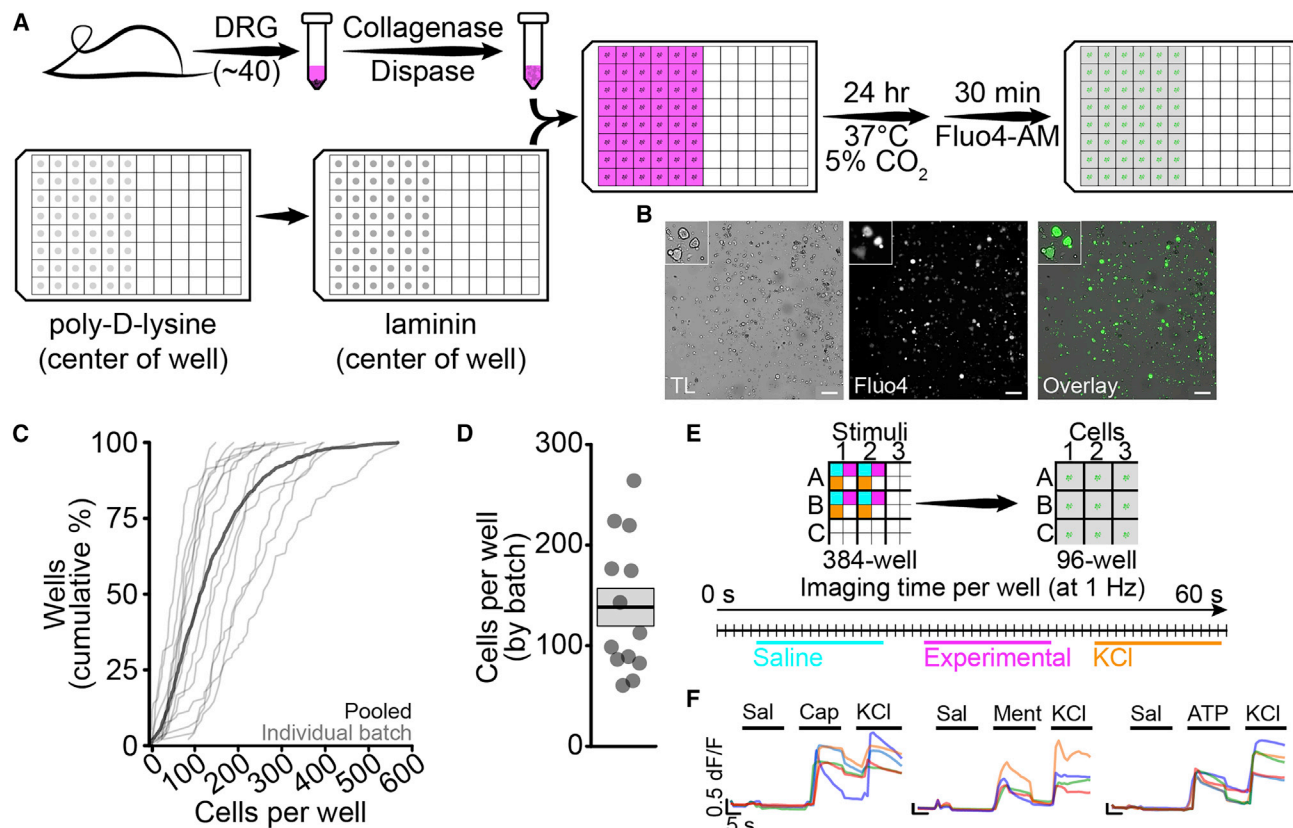 A
DRG
(~40)
Collagenase
Dispase
24 hr
37°C
5% CO2
30 min
Fluo4-AM
poly-D-lysine
(center of well)
laminin
(center of well)
B
TL
Fluo4
Overlay
C
Wells
(cumulative %)
100
75
50
25
0
Pooled
Individual batch
0 100 200 300 400 500 600
Cells per well
D
Cells per well
(by batch)
300
200
100
0
E
Stimuli
1 2 3
A
B
C
384-well
Cells
1 2 3
A
B
C
96-well
Imaging time per well (at 1 Hz)
0 s 60 s
Saline Experimental KCl
F
Sal Cap KCl Sal Ment KCl Sal ATP KCl
0.5 dF/F
5 s